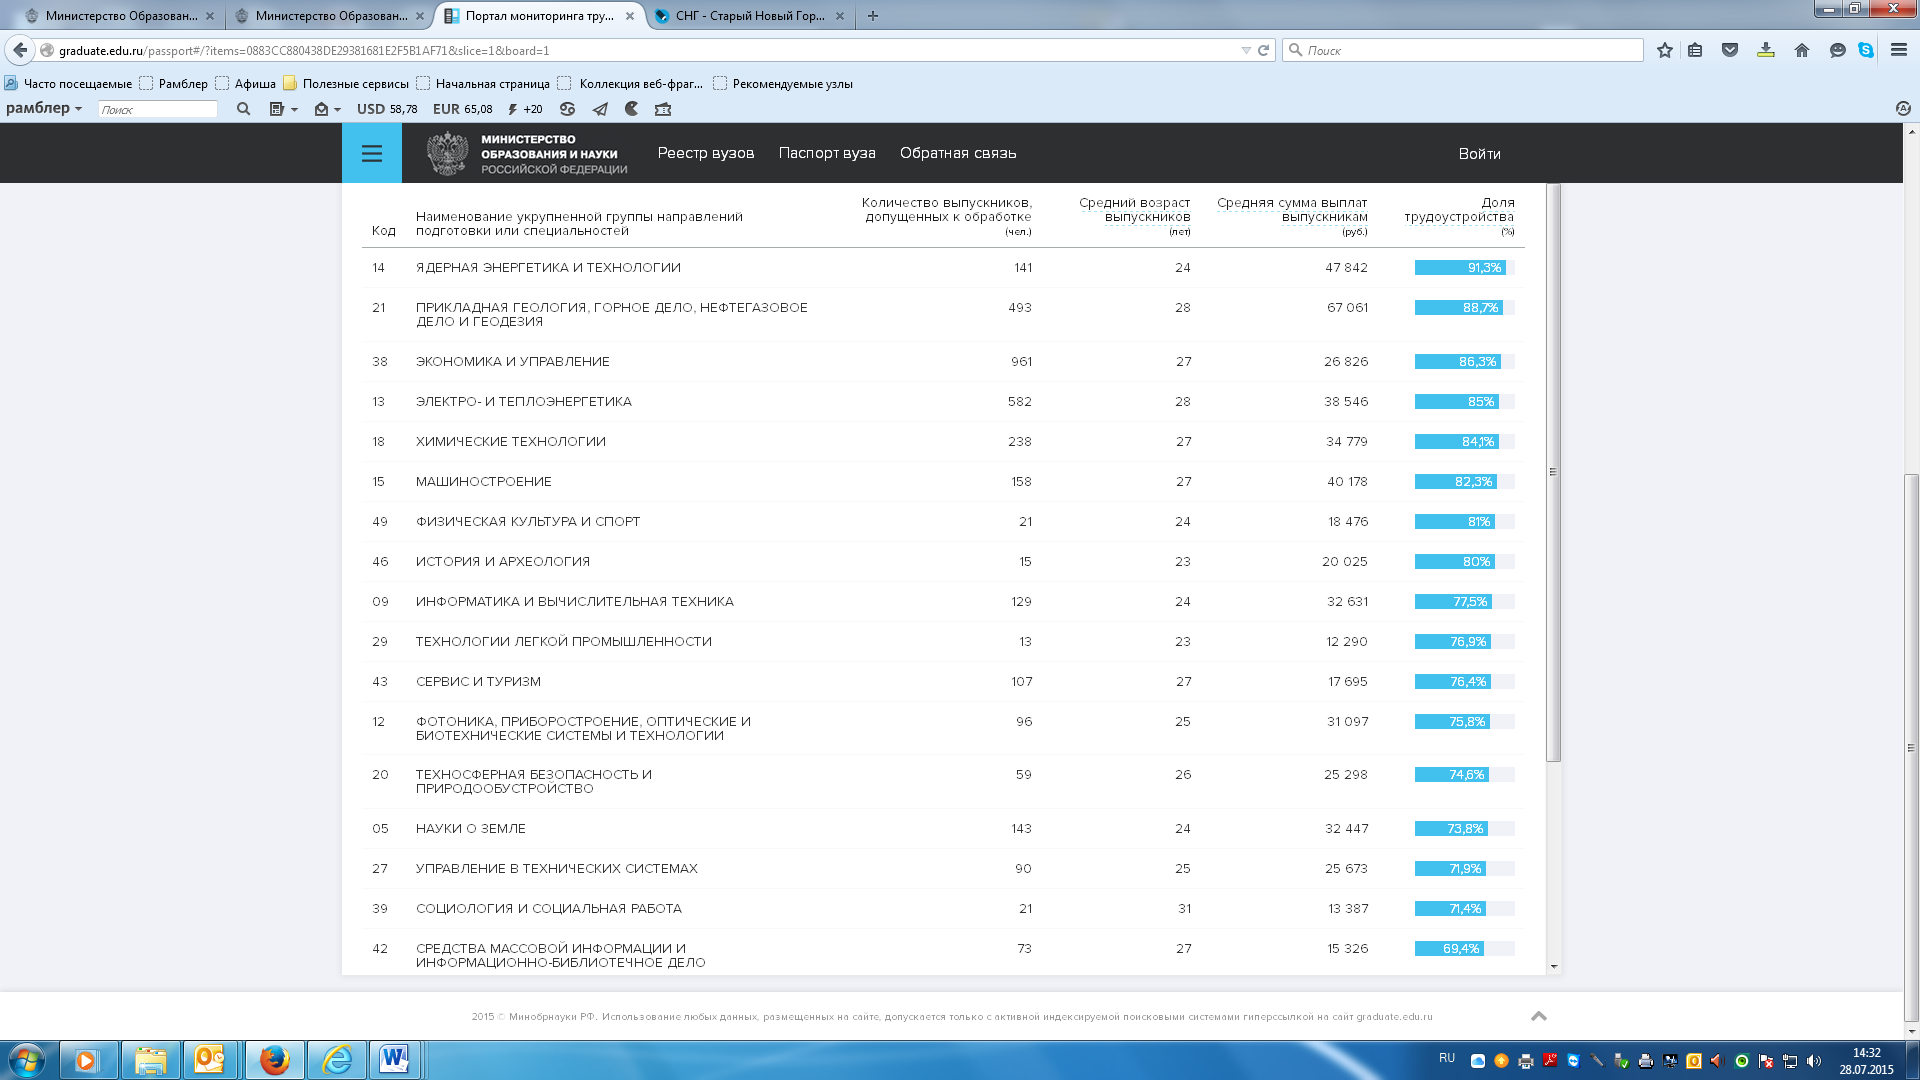 Министерство Образован...
Министерство Образован...
Портал мониторинга тру...
СНГ - Старый Новый Гор...
graduate.edu.ru/passport#/?items=0883CC880438DE29381681E2F5B1AF71&slice=1&board=1
Поиск
Часто посещаемые
Рамблер
Афиша
Полезные сервисы
Начальная страница
Коллекция веб-фраг...
Рекомендуемые узлы
рамблер
Поиск
USD 58,78
EUR 65,08
+20
МИНИСТЕРСТВО
ОБРАЗОВАНИЯ И НАУКИ
РОССИЙСКОЙ ФЕДЕРАЦИИ
Реестр вузов
Паспорт вуза
Обратная связь
Войти
Код
Наименование укрупненной группы направлений
подготовки или специальностей
Количество выпускников,
допущенных к обработке
(чел.)
Средний возраст
выпускников
(лет)
Средняя сумма выплат
выпускникам
(руб.)
Доля
трудоустройства
(%)
14 ЯДЕРНАЯ ЭНЕРГЕТИКА И ТЕХНОЛОГИИ 141 24 47 842 91,3%
21 ПРИКЛАДНАЯ ГЕОЛОГИЯ, ГОРНОЕ ДЕЛО, НЕФТЕГАЗОВОЕ 493 28 67 061 88,7%
ДЕЛО И ГЕОДЕЗИЯ
38 ЭКОНОМИКА И УПРАВЛЕНИЕ 961 27 26 826 86,3%
13 ЭЛЕКТРО- И ТЕПЛОЭНЕРГЕТИКА 582 28 38 546 85%
18 ХИМИЧЕСКИЕ ТЕХНОЛОГИИ 238 27 34 779 84,1%
15 МАШИНОСТРОЕНИЕ 158 27 40 178 82,3%
49 ФИЗИЧЕСКАЯ КУЛЬТУРА И СПОРТ 21 24 18 476 81%
46 ИСТОРИЯ И АРХЕОЛОГИЯ 15 23 20 025 80%
09 ИНФОРМАТИКА И ВЫЧИСЛИТЕЛЬНАЯ ТЕХНИКА 129 24 32 631 77,5%
29 ТЕХНОЛОГИИ ЛЕГКОЙ ПРОМЫШЛЕННОСТИ 13 23 12 290 76,9%
43 СЕРВИС И ТУРИЗМ 107 27 17 695 76,4%
12 ФОТОНИКА, ПРИБОРОСТРОЕНИЕ, ОПТИЧЕСКИЕ И 96 25 31 097 75,8%
БИОТЕХНИЧЕСКИЕ СИСТЕМЫ И ТЕХНОЛОГИИ
20 ТЕХНОСФЕРНАЯ БЕЗОПАСНОСТЬ И 59 26 25 298 74,6%
ПРИРОДООБУСТРОЙСТВО
05 НАУКИ О ЗЕМЛЕ 143 24 32 447 73,8%
27 УПРАВЛЕНИЕ В ТЕХНИЧЕСКИХ СИСТЕМАХ 90 25 25 673 71,9%
39 СОЦИОЛОГИЯ И СОЦИАЛЬНАЯ РАБОТА 21 31 13 387 71,4%
42 СРЕДСТВА МАССОВОЙ ИНФОРМАЦИИ И 73 27 15 326 69,4%
ИНФОРМАЦИОННО-БИБЛИОТЕЧНОЕ ДЕЛО
2015 © Минобрнауки РФ. Использование любых данных, размещенных на сайте, допускается только с активной индексируемой поисковыми системами гиперссылкой на сайт graduate.edu.ru
RU
14:32
28.07.2015